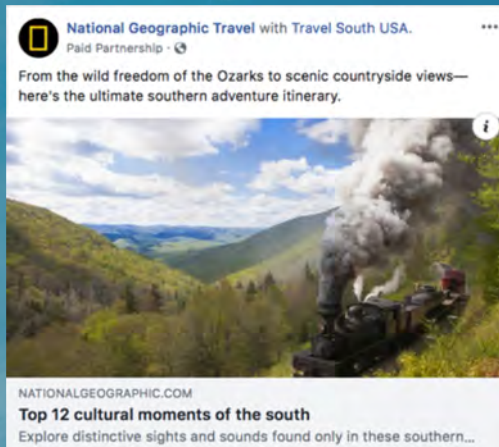 National Geographic Travel with Travel South USA.
Paid Partnership ·
From the wild freedom of the Ozarks to scenic countryside views—
here's the ultimate southern adventure itinerary.
i
NATIONALGEOGRAPHIC.COM
Top 12 cultural moments of the south
Explore distinctive sights and sounds found only in these southern...